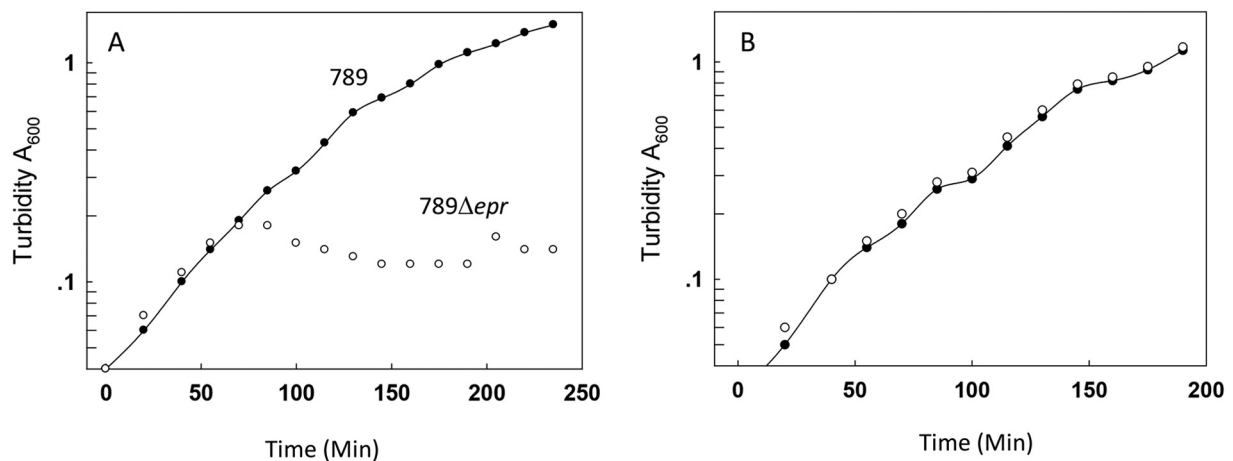 A
789
789Δepr
1
.1
Turbidity A600
0 50 100 150 200 250
Time (Min)
B
1
.1
Turbidity A600
0 50 100 150 200
Time (Min)